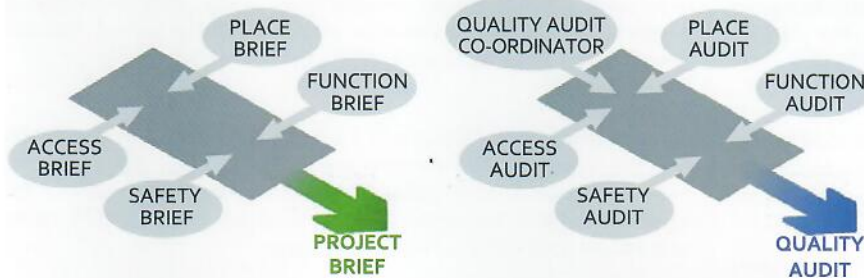 PLACE
BRIEF
FUNCTION
BRIEF
ACCESS
BRIEF
SAFETY
BRIEF
PROJECT
BRIEF
QUALITY AUDIT
CO-ORDINATOR
PLACE
AUDIT
FUNCTION
AUDIT
ACCESS
AUDIT
SAFETY
AUDIT
QUALITY
AUDIT